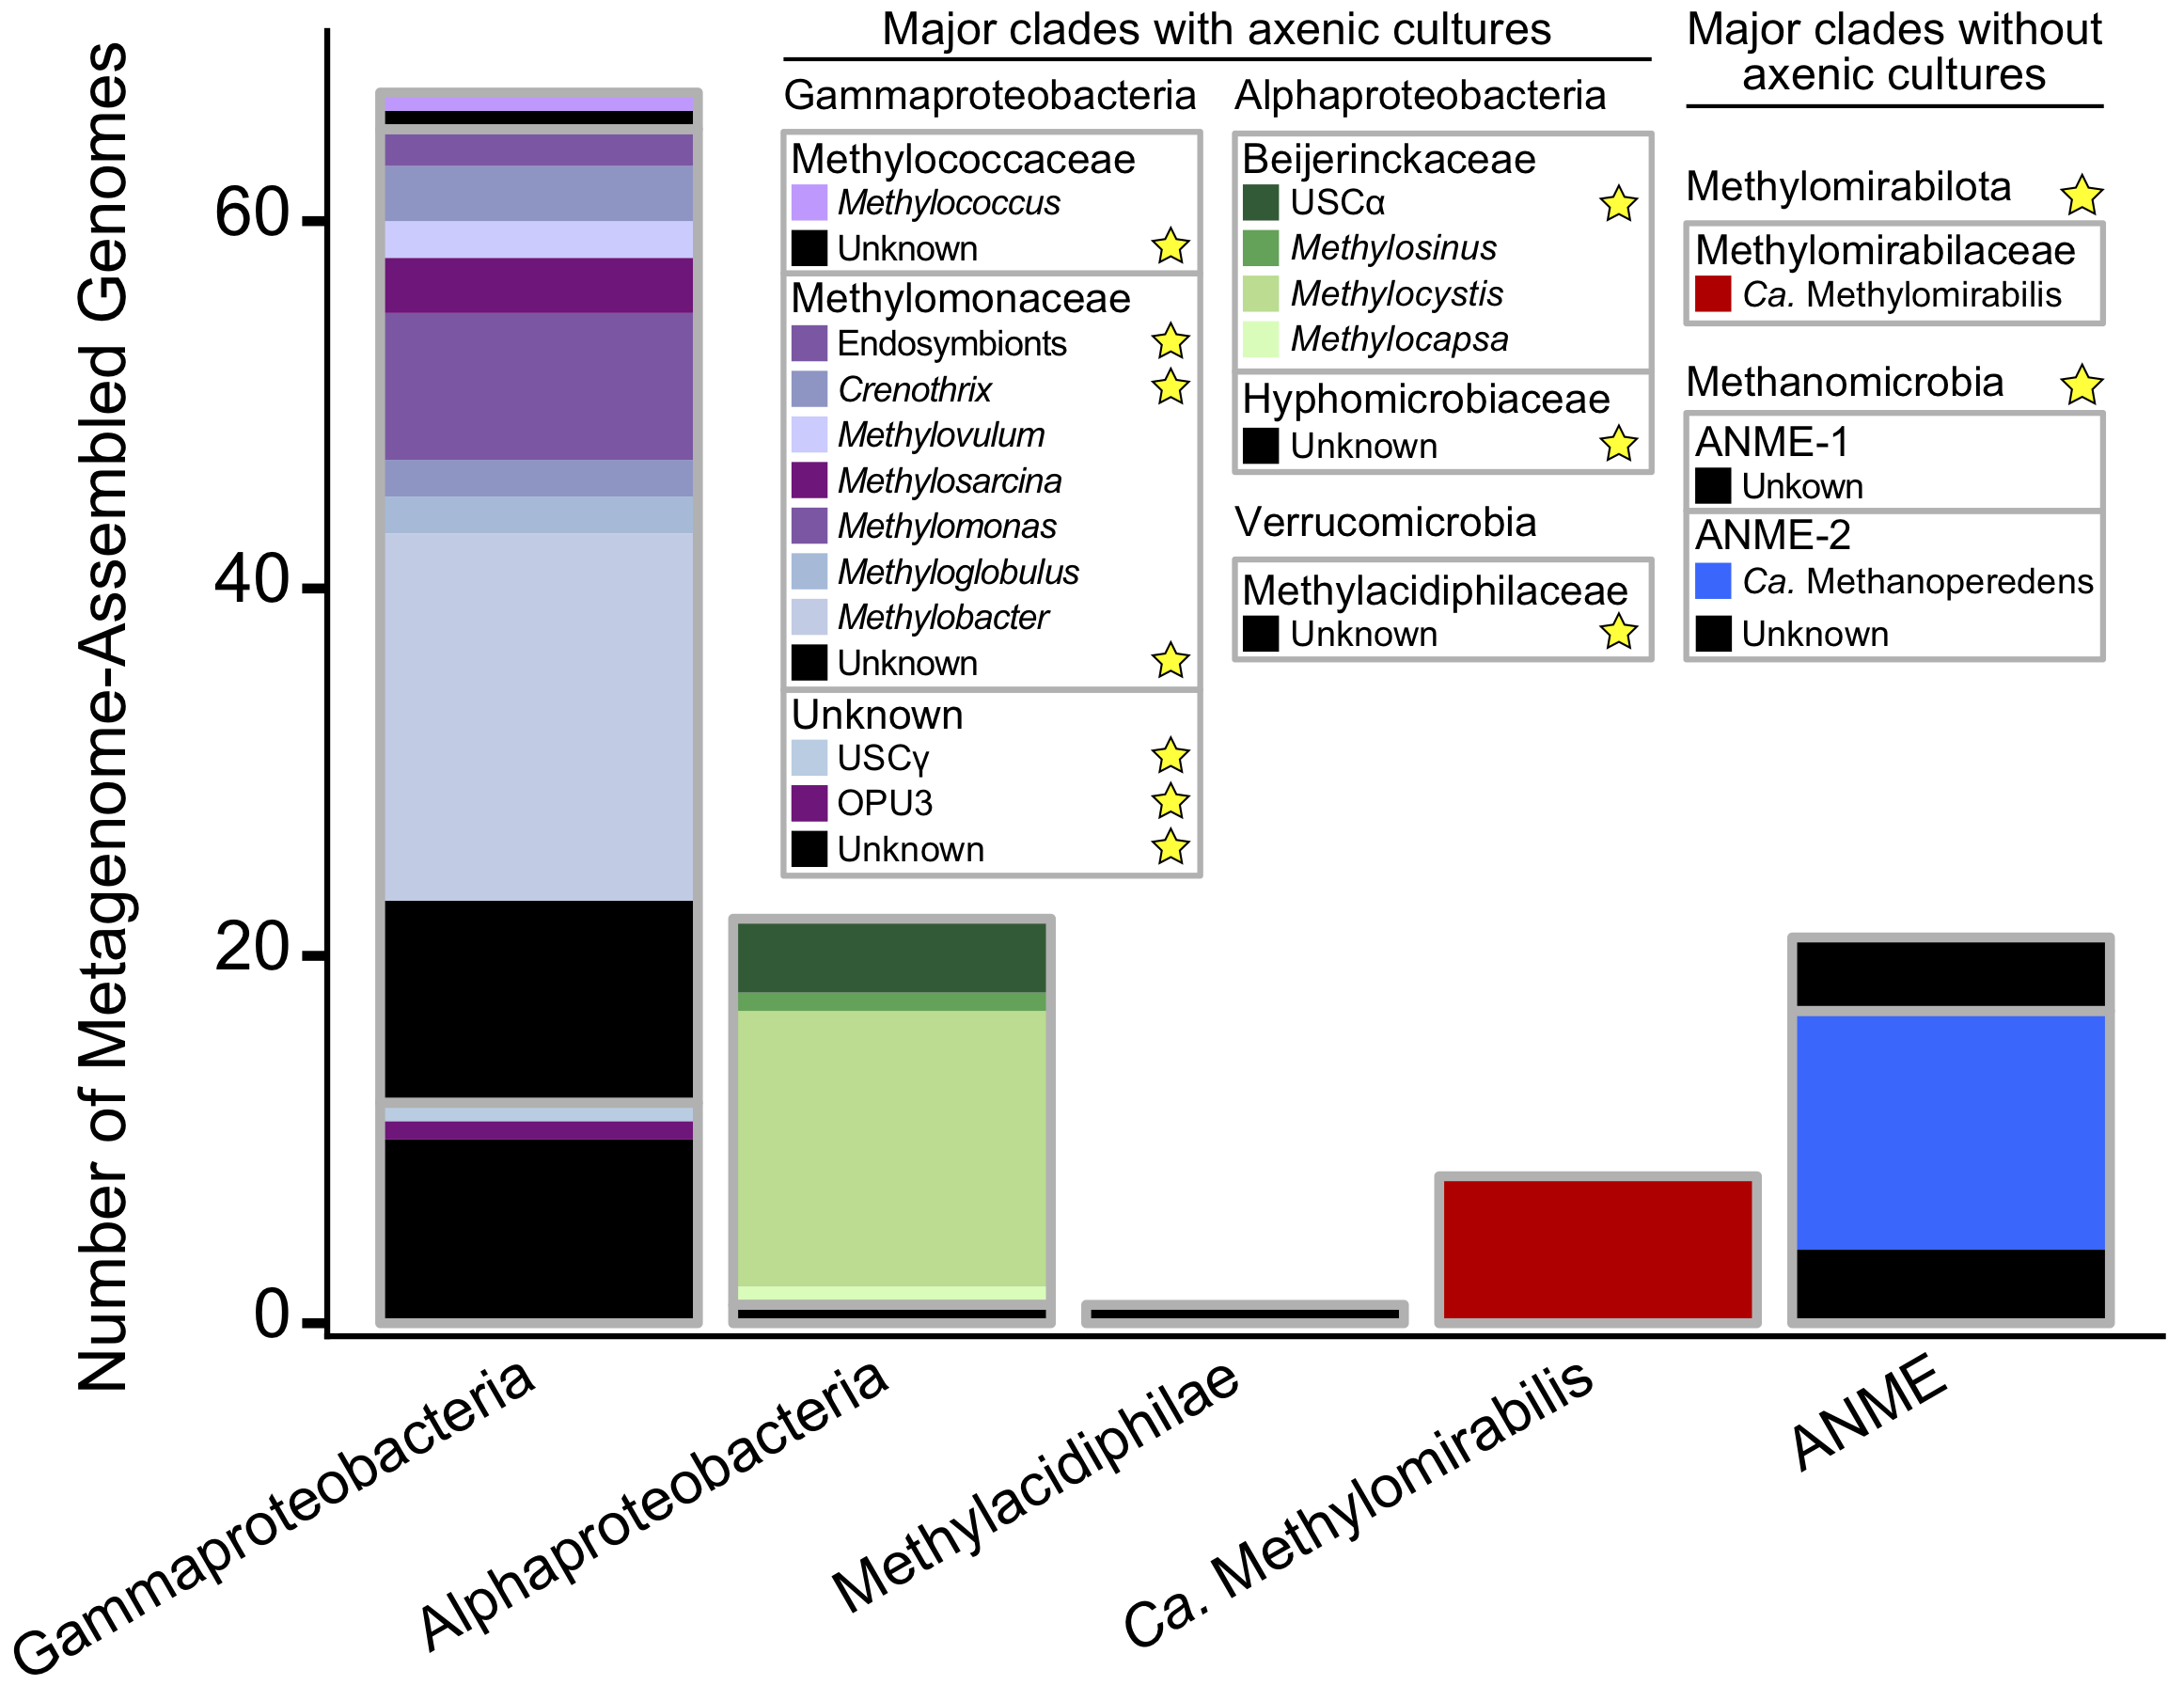 Number of Metagenome-Assembled Genomes
60
40
20
0
Major clades with axenic cultures
Gammaproteobacteria
Methylococcaceae
Methylococcus
Unknown
Methylomonaceae
Endosymbionts
Crenothrix
Methylovulum
Methylosarcina
Methylomonas
Methyloglobulus
Methylobacter
Unknown
Unknown
USCγ
OPU3
Unknown
Alphaproteobacteria
Beijerinckaceae
USCα
Methylosinus
Methylocystis
Methylocapsa
Hyphomicrobiaceae
Unknown
Verrucomicrobia
Methylacidiphilaceae
Unknown
Major clades without
axenic cultures
Methylomirabilota
Methylomirabilaceae
Ca. Methylomirabilis
Methanomicrobia
ANME-1
Unkown
ANME-2
Ca. Methanoperedens
Unknown
Gammaproteobacteria
Alphaproteobacteria
Methylacidiphilae
Ca. Methylomirabilis
ANME